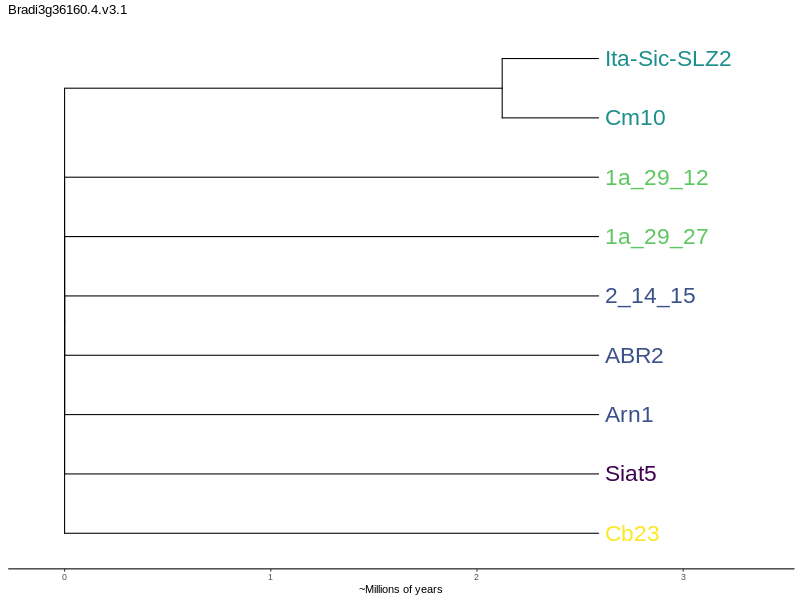 Bradi3g36160.4.v3.1
Ita-Sic-SLZ2
Cm10
1a_29_12
1a_29_27
2_14_15
ABR2
Arn1
Siat5
Cb23
0 1 2 3
~Millions of years